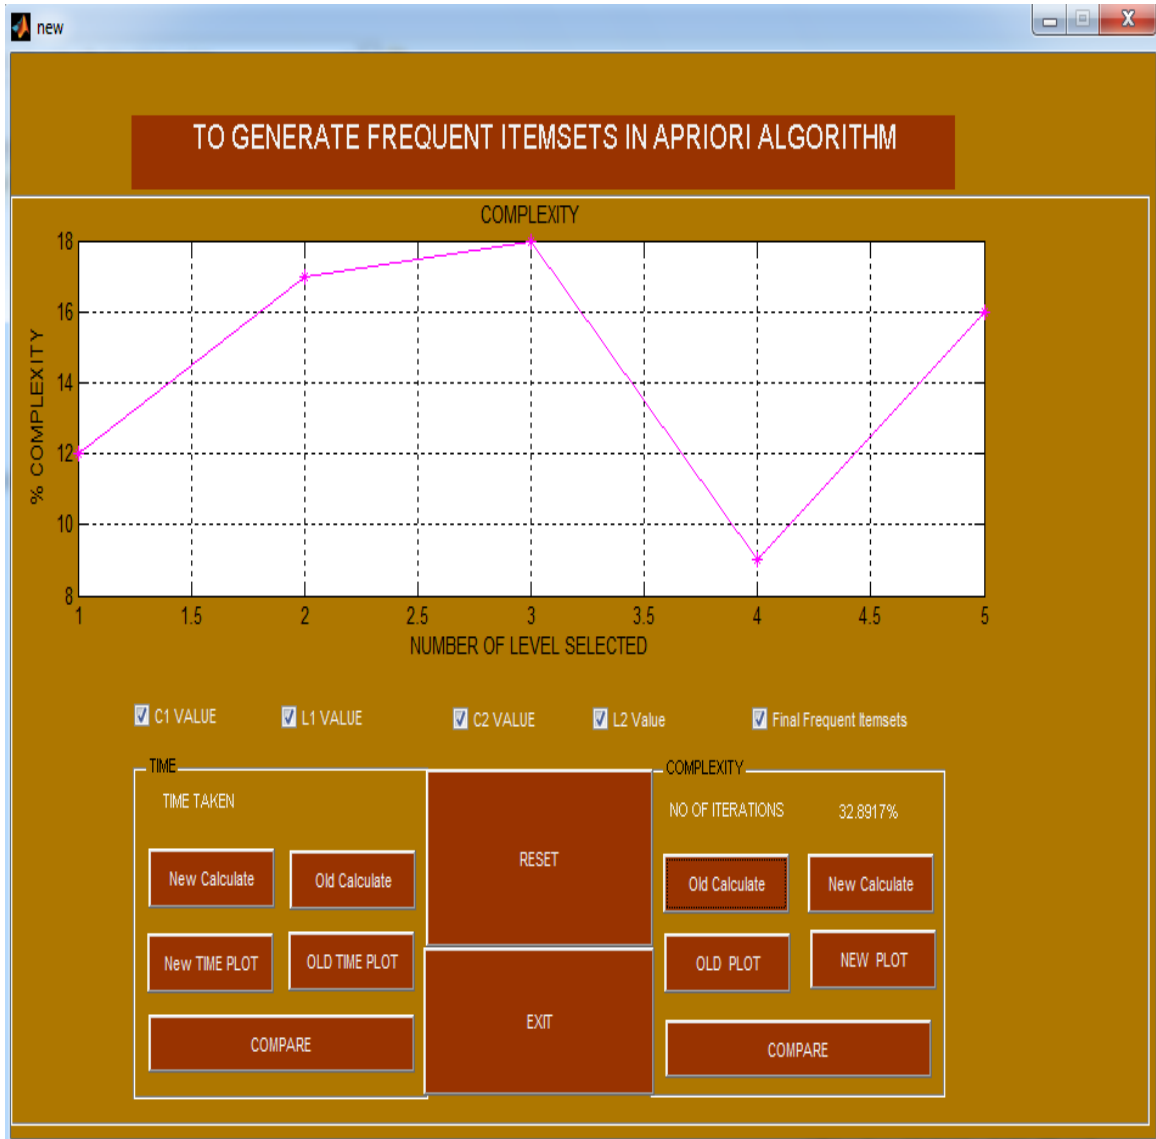 new
TO GENERATE FREQUENT ITEMSETS IN APRIORI ALGORITHM
COMPLEXITY
18
16
14
12
10
8
% COMPLEXITY
1 1.5 2 2.5 3 3.5 4 4.5 5
NUMBER OF LEVEL SELECTED
C1 VALUE L1 VALUE C2 VALUE L2 Value Final Frequent Itemsets
TIME
TIME TAKEN
New Calculate Old Calculate
New TIME PLOT OLD TIME PLOT
COMPARE
RESET
EXIT
COMPLEXITY
NO OF ITERATIONS 32.8917%
Old Calculate New Calculate
OLD PLOT NEW PLOT
COMPARE